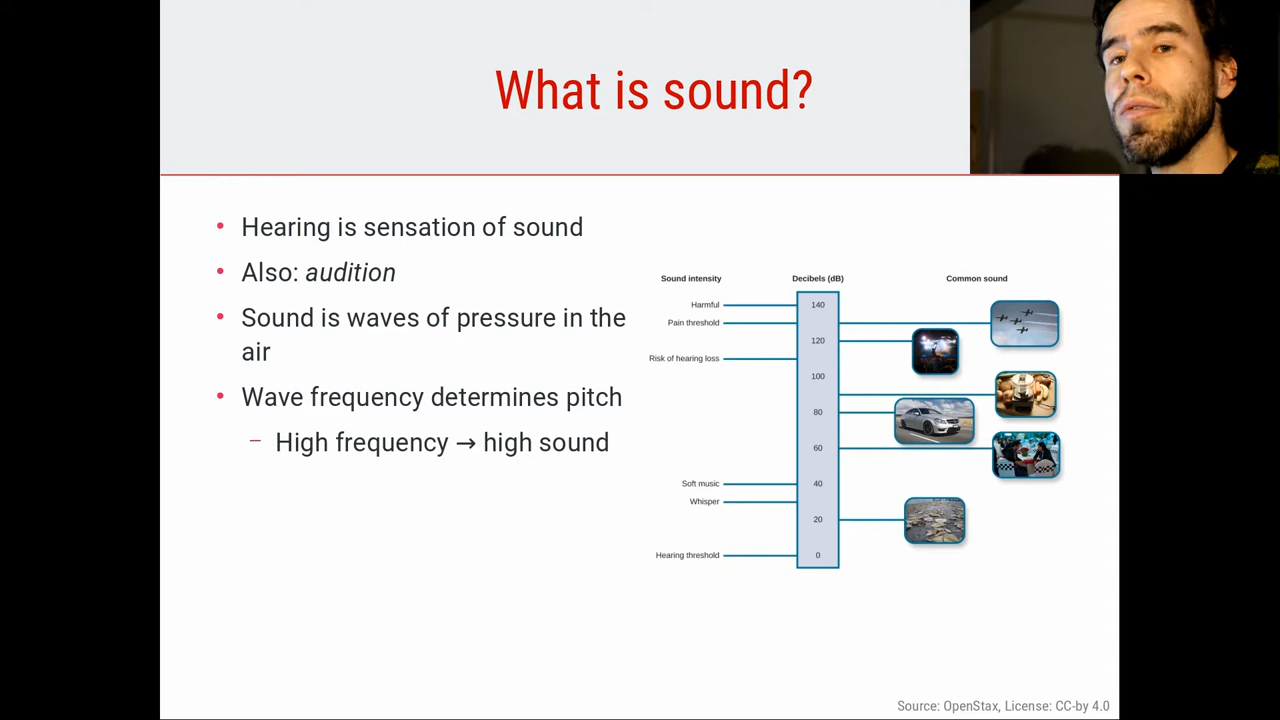 What is sound?
• Hearing is sensation of sound
• Also: audition
• Sound is waves of pressure in the
air
• Wave frequency determines pitch
– High frequency → high sound
Sound intensity Decibels (dB) Common sound
Harmful 140
Pain threshold
120
Risk of hearing loss
100
80
60
Soft music 40
Whisper
20
Hearing threshold 0
Source: OpenStax, License: CC-by 4.0